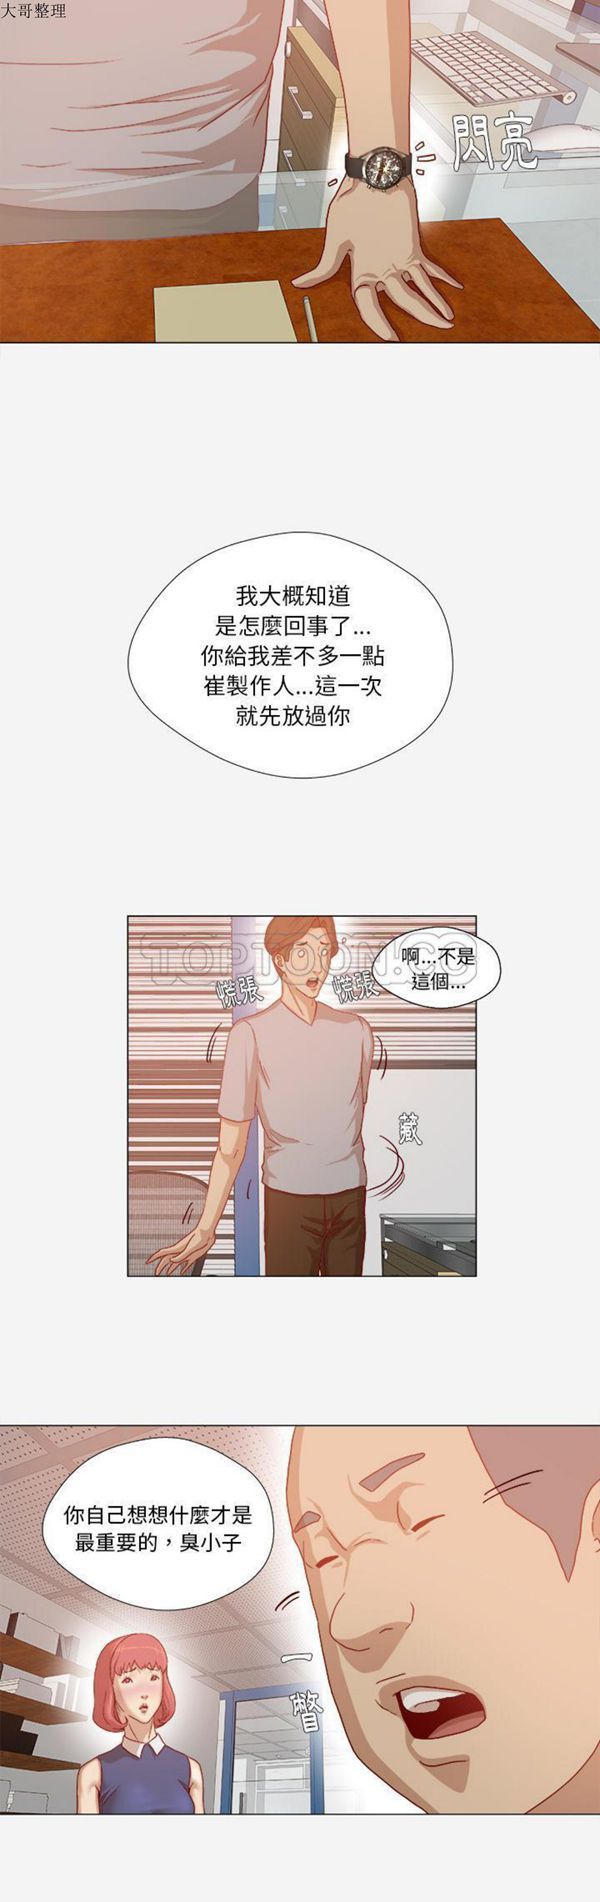 大哥整理
閃亮
我大概知道
是怎麼回事了...
你給我差不多一點
崔製作人...這一次
就先放過你
TOPTOON.CO
啊...不是
這個...
慌張
慌張
藏
你自己想想什麼才是
最重要的，臭小子
一瞥